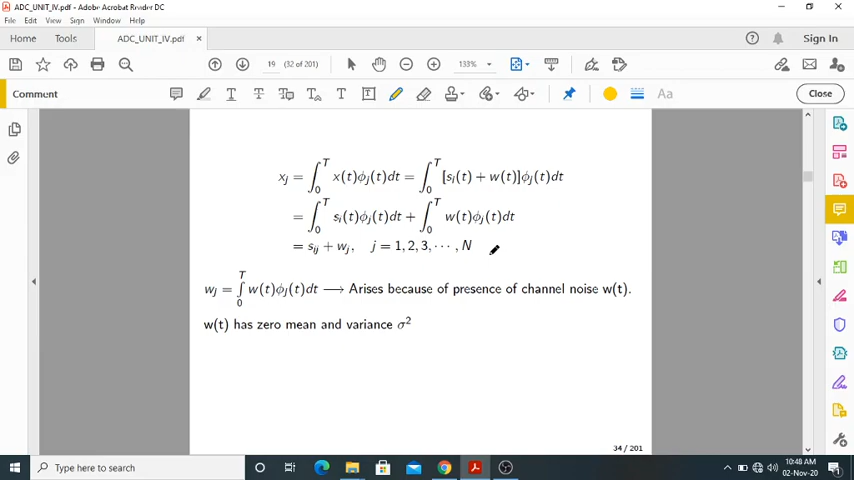 ADC_UNIT_IV.pdf - Adobe Acrobat Reader DC
File Edit View Sign Window Help
Home Tools ADC_UNIT_IV.pdf × Sign In
19 (32 of 201) 133%
Comment Aa Close
xj = ∫₀ᵀ x(t)ϕj(t)dt = ∫₀ᵀ [si(t) + w(t)]ϕj(t)dt
= ∫₀ᵀ si(t)ϕj(t)dt + ∫₀ᵀ w(t)ϕj(t)dt
= sij + wj, j = 1, 2, 3, ⋯ , N
wj = ∫₀ᵀ w(t)ϕj(t)dt ⟶ Arises because of presence of channel noise w(t).
w(t) has zero mean and variance σ²
34 / 201
Type here to search
10:48 AM
02-Nov-20